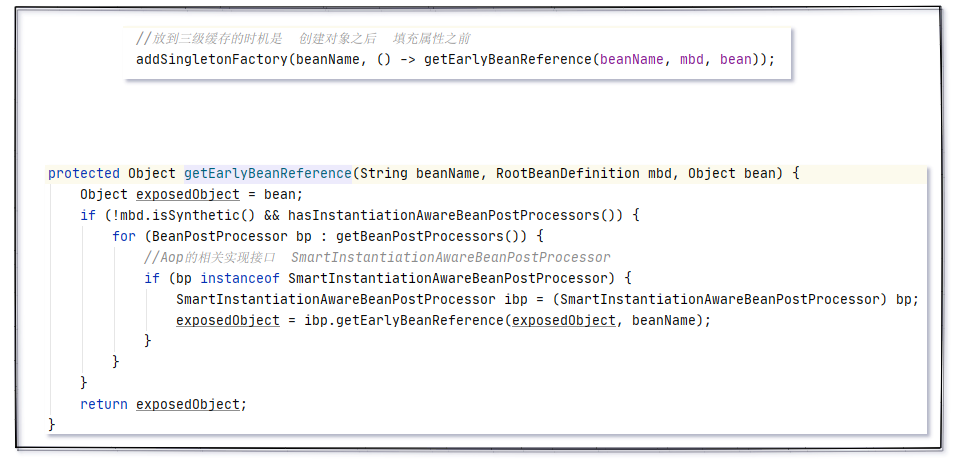 //放到三级缓存的时机是  创建对象之后  填充属性之前
addSingletonFactory(beanName, () -> getEarlyBeanReference(beanName, mbd, bean));
protected Object getEarlyBeanReference(String beanName, RootBeanDefinition mbd, Object bean) {
    Object exposedObject = bean;
    if (!mbd.isSynthetic() && hasInstantiationAwareBeanPostProcessors()) {
        for (BeanPostProcessor bp : getBeanPostProcessors()) {
            //Aop的相关实现接口  SmartInstantiationAwareBeanPostProcessor
            if (bp instanceof SmartInstantiationAwareBeanPostProcessor) {
                SmartInstantiationAwareBeanPostProcessor ibp = (SmartInstantiationAwareBeanPostProcessor) bp;
                exposedObject = ibp.getEarlyBeanReference(exposedObject, beanName);
            }
        }
    }
    return exposedObject;
}